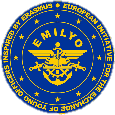 EUROPEAN INITIATIVE FOR THE EXCHANGE OF YOUNG OFFICERS INSPIRED BY ERASMUS
EMILYO